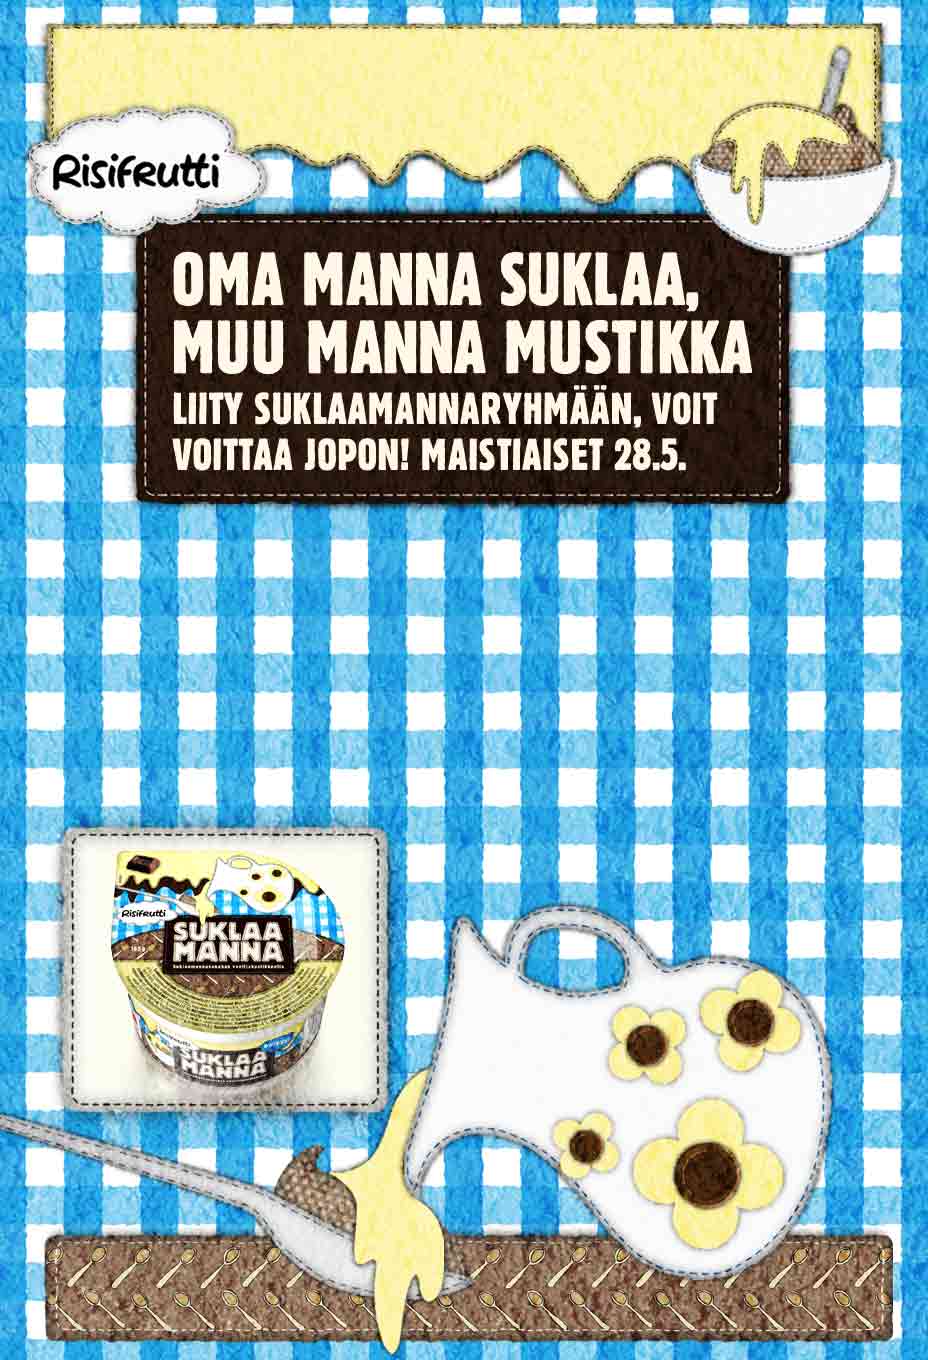 Risifrutti
OMA MANNA SUKLAA,
MUU MANNA MUSTIKKA
LIITY SUKLAAMANNARYHMÄÄN, VOIT
VOITTAA JOPON! MAISTIAISET 28.5.
Risifrutti
SUKLAA
MANNA
Risifrutti
SUKLAA
MANNA